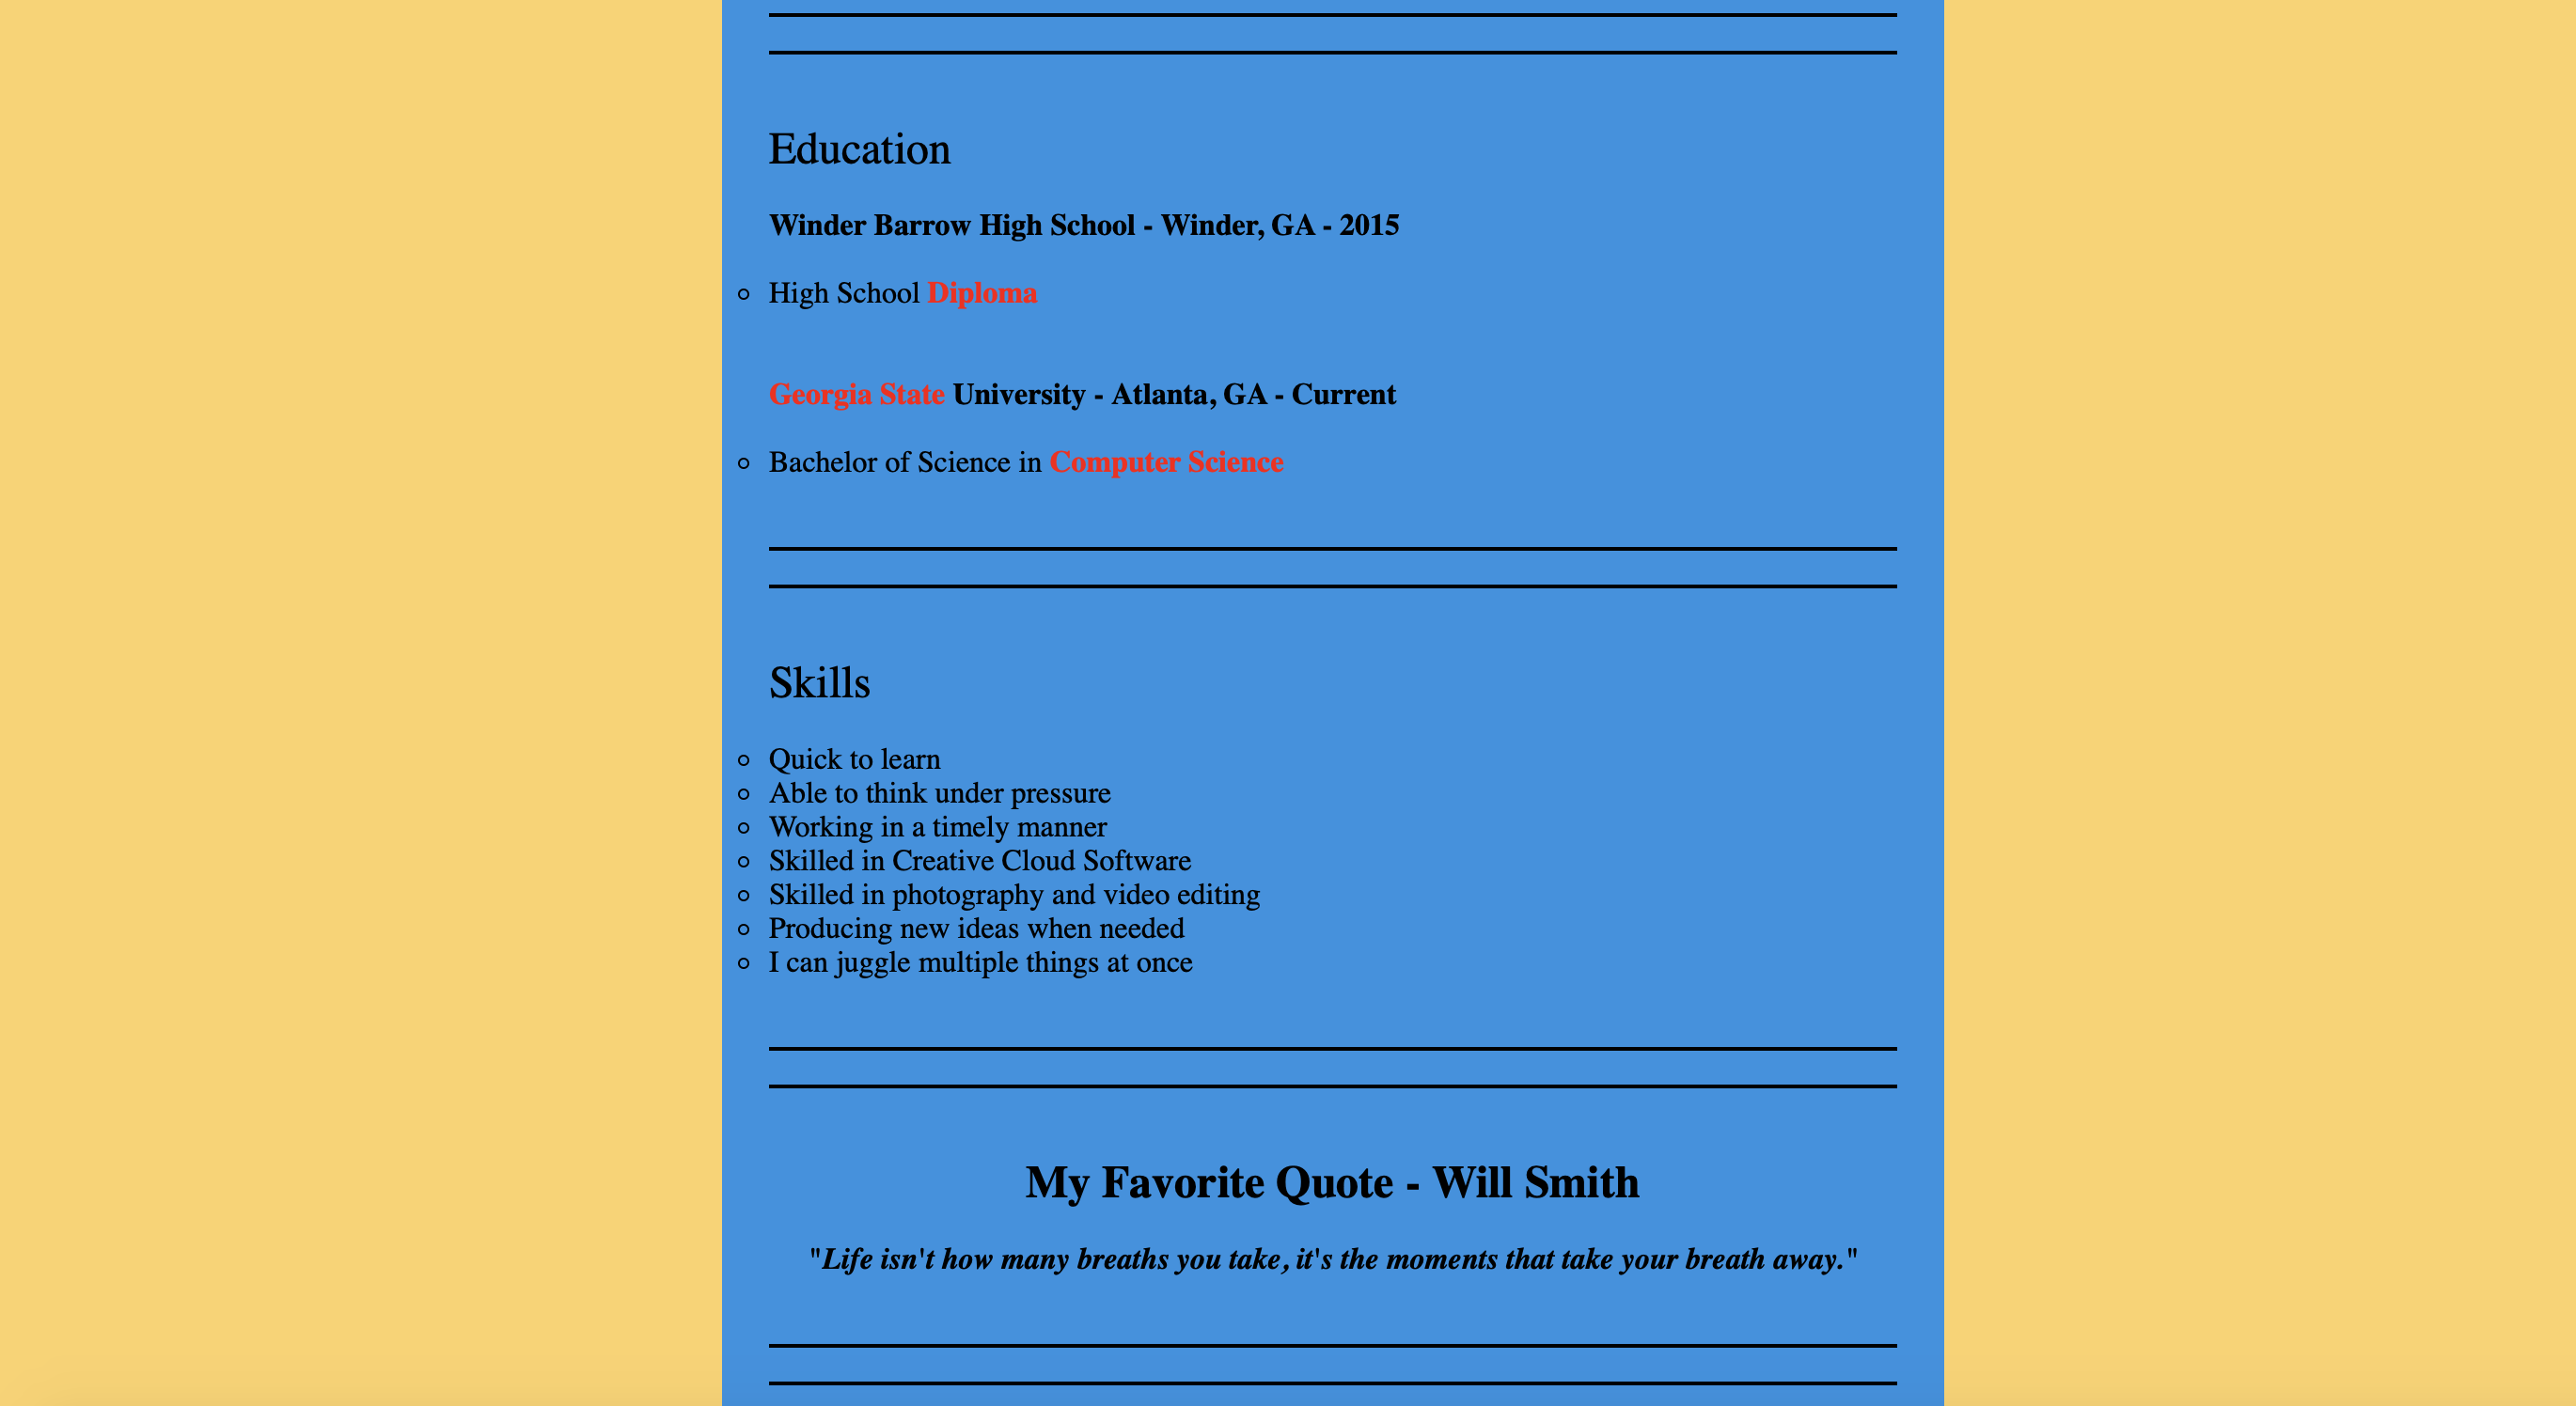 Education
Winder Barrow High School - Winder, GA - 2015
High School Diploma
Georgia State University - Atlanta, GA - Current
Bachelor of Science in Computer Science
Skills
Quick to learn
Able to think under pressure
Working in a timely manner
Skilled in Creative Cloud Software
Skilled in photography and video editing
Producing new ideas when needed
I can juggle multiple things at once
My Favorite Quote - Will Smith
"Life isn't how many breaths you take, it's the moments that take your breath away."